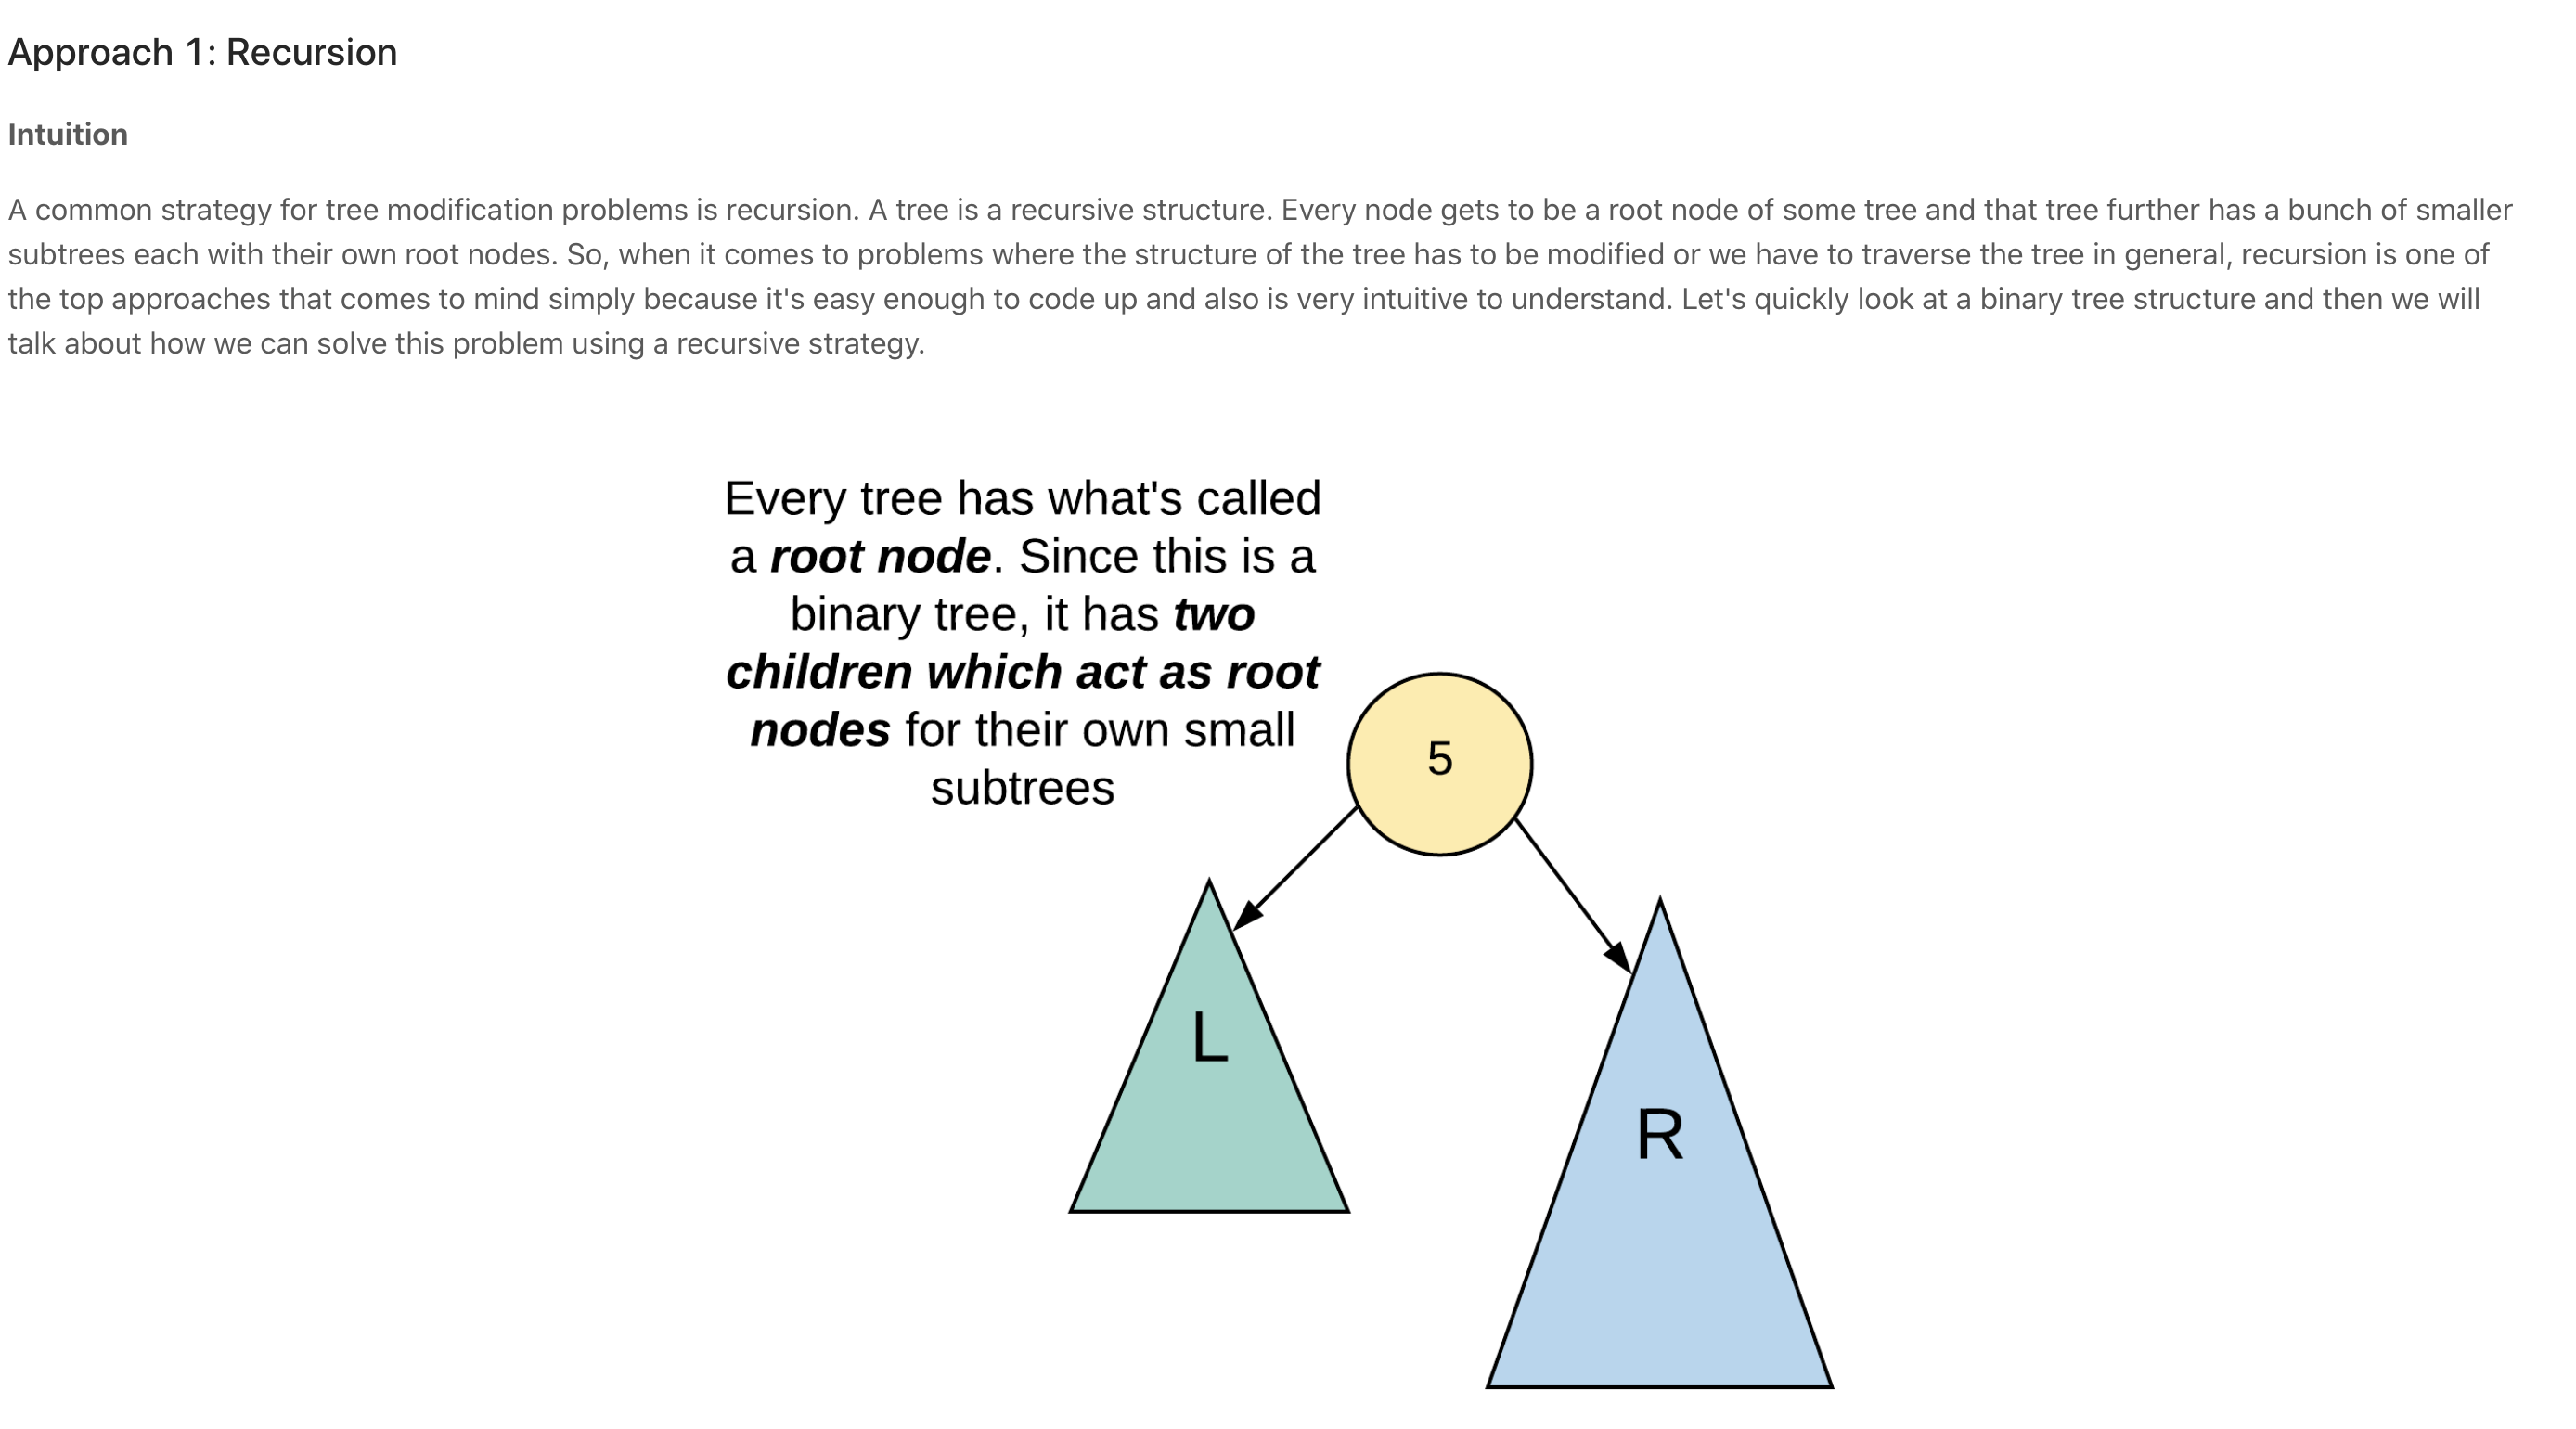 Approach 1: Recursion
Intuition
A common strategy for tree modification problems is recursion. A tree is a recursive structure. Every node gets to be a root node of some tree and that tree further has a bunch of smaller
subtrees each with their own root nodes. So, when it comes to problems where the structure of the tree has to be modified or we have to traverse the tree in general, recursion is one of
the top approaches that comes to mind simply because it's easy enough to code up and also is very intuitive to understand. Let's quickly look at a binary tree structure and then we will
talk about how we can solve this problem using a recursive strategy.
Every tree has what's called
a root node. Since this is a
binary tree, it has two
children which act as root
nodes for their own small
subtrees
5
L
R